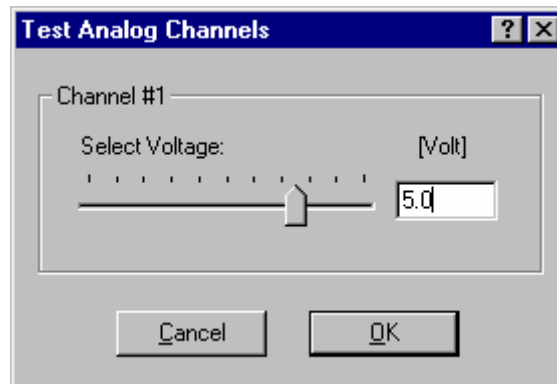 Test Analog Channels
Channel #1
Select Voltage: [Volt]
5.0
Cancel OK